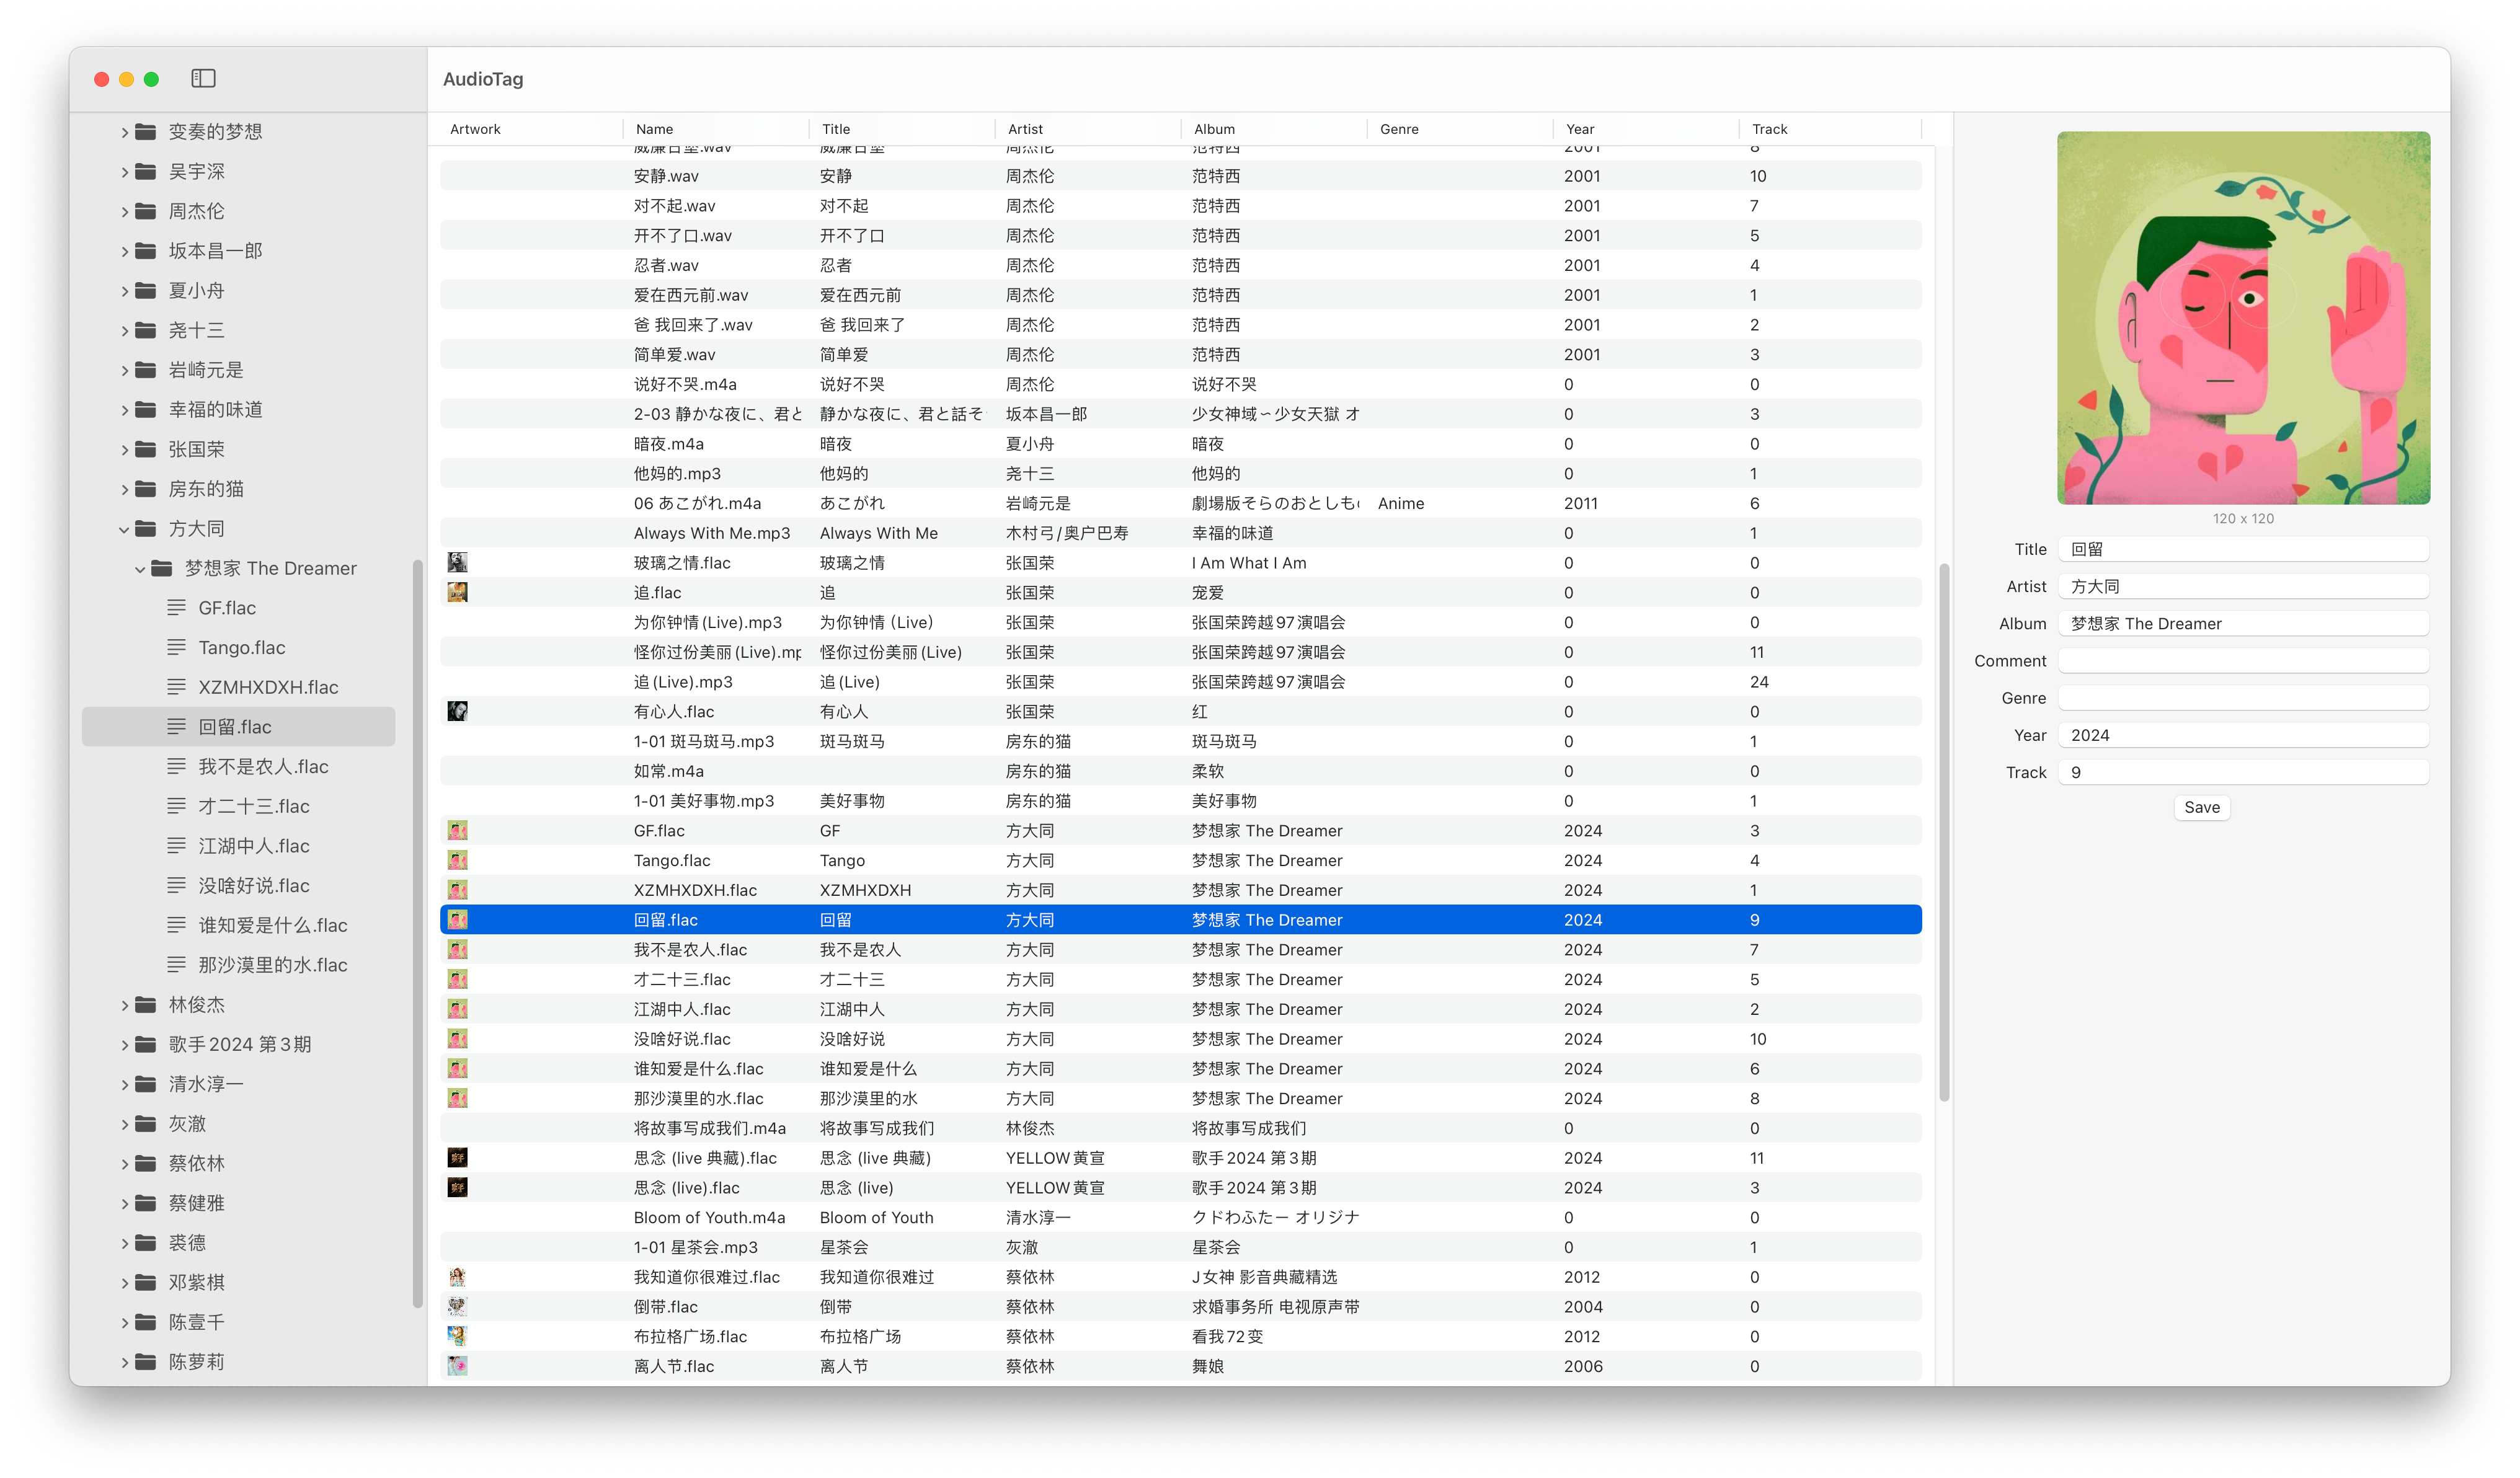 AudioTag
变奏的梦想
吴宇深
周杰伦
坂本昌一郎
夏小舟
尧十三
岩崎元是
幸福的味道
张国荣
房东的猫
方大同
梦想家 The Dreamer
GF.flac
Tango.flac
XZMHXDXH.flac
回留.flac
我不是农人.flac
才二十三.flac
江湖中人.flac
没啥好说.flac
谁知爱是什么.flac
那沙漠里的水.flac
林俊杰
歌手2024 第3期
清水淳一
灰澈
蔡依林
蔡健雅
裘德
邓紫棋
陈壹千
陈萝莉
Artwork Name Title Artist Album Genre Year Track
威廉古堡.wav 威廉古堡 周杰伦 范特西 2001 8
安静.wav 安静 周杰伦 范特西 2001 10
对不起.wav 对不起 周杰伦 范特西 2001 7
开不了口.wav 开不了口 周杰伦 范特西 2001 5
忍者.wav 忍者 周杰伦 范特西 2001 4
爱在西元前.wav 爱在西元前 周杰伦 范特西 2001 1
爸 我回来了.wav 爸 我回来了 周杰伦 范特西 2001 2
简单爱.wav 简单爱 周杰伦 范特西 2001 3
说好不哭.m4a 说好不哭 周杰伦 说好不哭 0 0
2-03 静かな夜に、君と 静かな夜に、君と話そ 坂本昌一郎 少女神域∽少女天獄 オ 0 3
暗夜.m4a 暗夜 夏小舟 暗夜 0 0
他妈的.mp3 他妈的 尧十三 他妈的 0 1
06 あこがれ.m4a あこがれ 岩崎元是 劇場版そらのおとしも Anime 2011 6
Always With Me.mp3 Always With Me 木村弓/奥户巴寿 幸福的味道 0 1
玻璃之情.flac 玻璃之情 张国荣 I Am What I Am 0 0
追.flac 追 张国荣 宠爱 0 0
为你钟情(Live).mp3 为你钟情（Live） 张国荣 张国荣跨越97演唱会 0 0
怪你过份美丽(Live).mp 怪你过份美丽(Live) 张国荣 张国荣跨越97演唱会 0 11
追(Live).mp3 追(Live) 张国荣 张国荣跨越97演唱会 0 24
有心人.flac 有心人 张国荣 红 0 0
1-01 斑马斑马.mp3 斑马斑马 房东的猫 斑马斑马 0 1
如常.m4a 房东的猫 柔软 0 0
1-01 美好事物.mp3 美好事物 房东的猫 美好事物 0 1
GF.flac GF 方大同 梦想家 The Dreamer 2024 3
Tango.flac Tango 方大同 梦想家 The Dreamer 2024 4
XZMHXDXH.flac XZMHXDXH 方大同 梦想家 The Dreamer 2024 1
回留.flac 回留 方大同 梦想家 The Dreamer 2024 9
我不是农人.flac 我不是农人 方大同 梦想家 The Dreamer 2024 7
才二十三.flac 才二十三 方大同 梦想家 The Dreamer 2024 5
江湖中人.flac 江湖中人 方大同 梦想家 The Dreamer 2024 2
没啥好说.flac 没啥好说 方大同 梦想家 The Dreamer 2024 10
谁知爱是什么.flac 谁知爱是什么 方大同 梦想家 The Dreamer 2024 6
那沙漠里的水.flac 那沙漠里的水 方大同 梦想家 The Dreamer 2024 8
将故事写成我们.m4a 将故事写成我们 林俊杰 将故事写成我们 0 0
思念 (live 典藏).flac 思念 (live 典藏) YELLOW黄宣 歌手2024 第3期 2024 11
思念 (live).flac 思念 (live) YELLOW黄宣 歌手2024 第3期 2024 3
Bloom of Youth.m4a Bloom of Youth 清水淳一 クドわふたー オリジナ 0 0
1-01 星茶会.mp3 星茶会 灰澈 星茶会 0 1
我知道你很难过.flac 我知道你很难过 蔡依林 J女神 影音典藏精选 2012 0
倒带.flac 倒带 蔡依林 求婚事务所 电视原声带 2004 0
布拉格广场.flac 布拉格广场 蔡依林 看我72变 2012 0
离人节.flac 离人节 蔡依林 舞娘 2006 0
120 x 120
Title 回留
Artist 方大同
Album 梦想家 The Dreamer
Comment
Genre
Year 2024
Track 9
Save